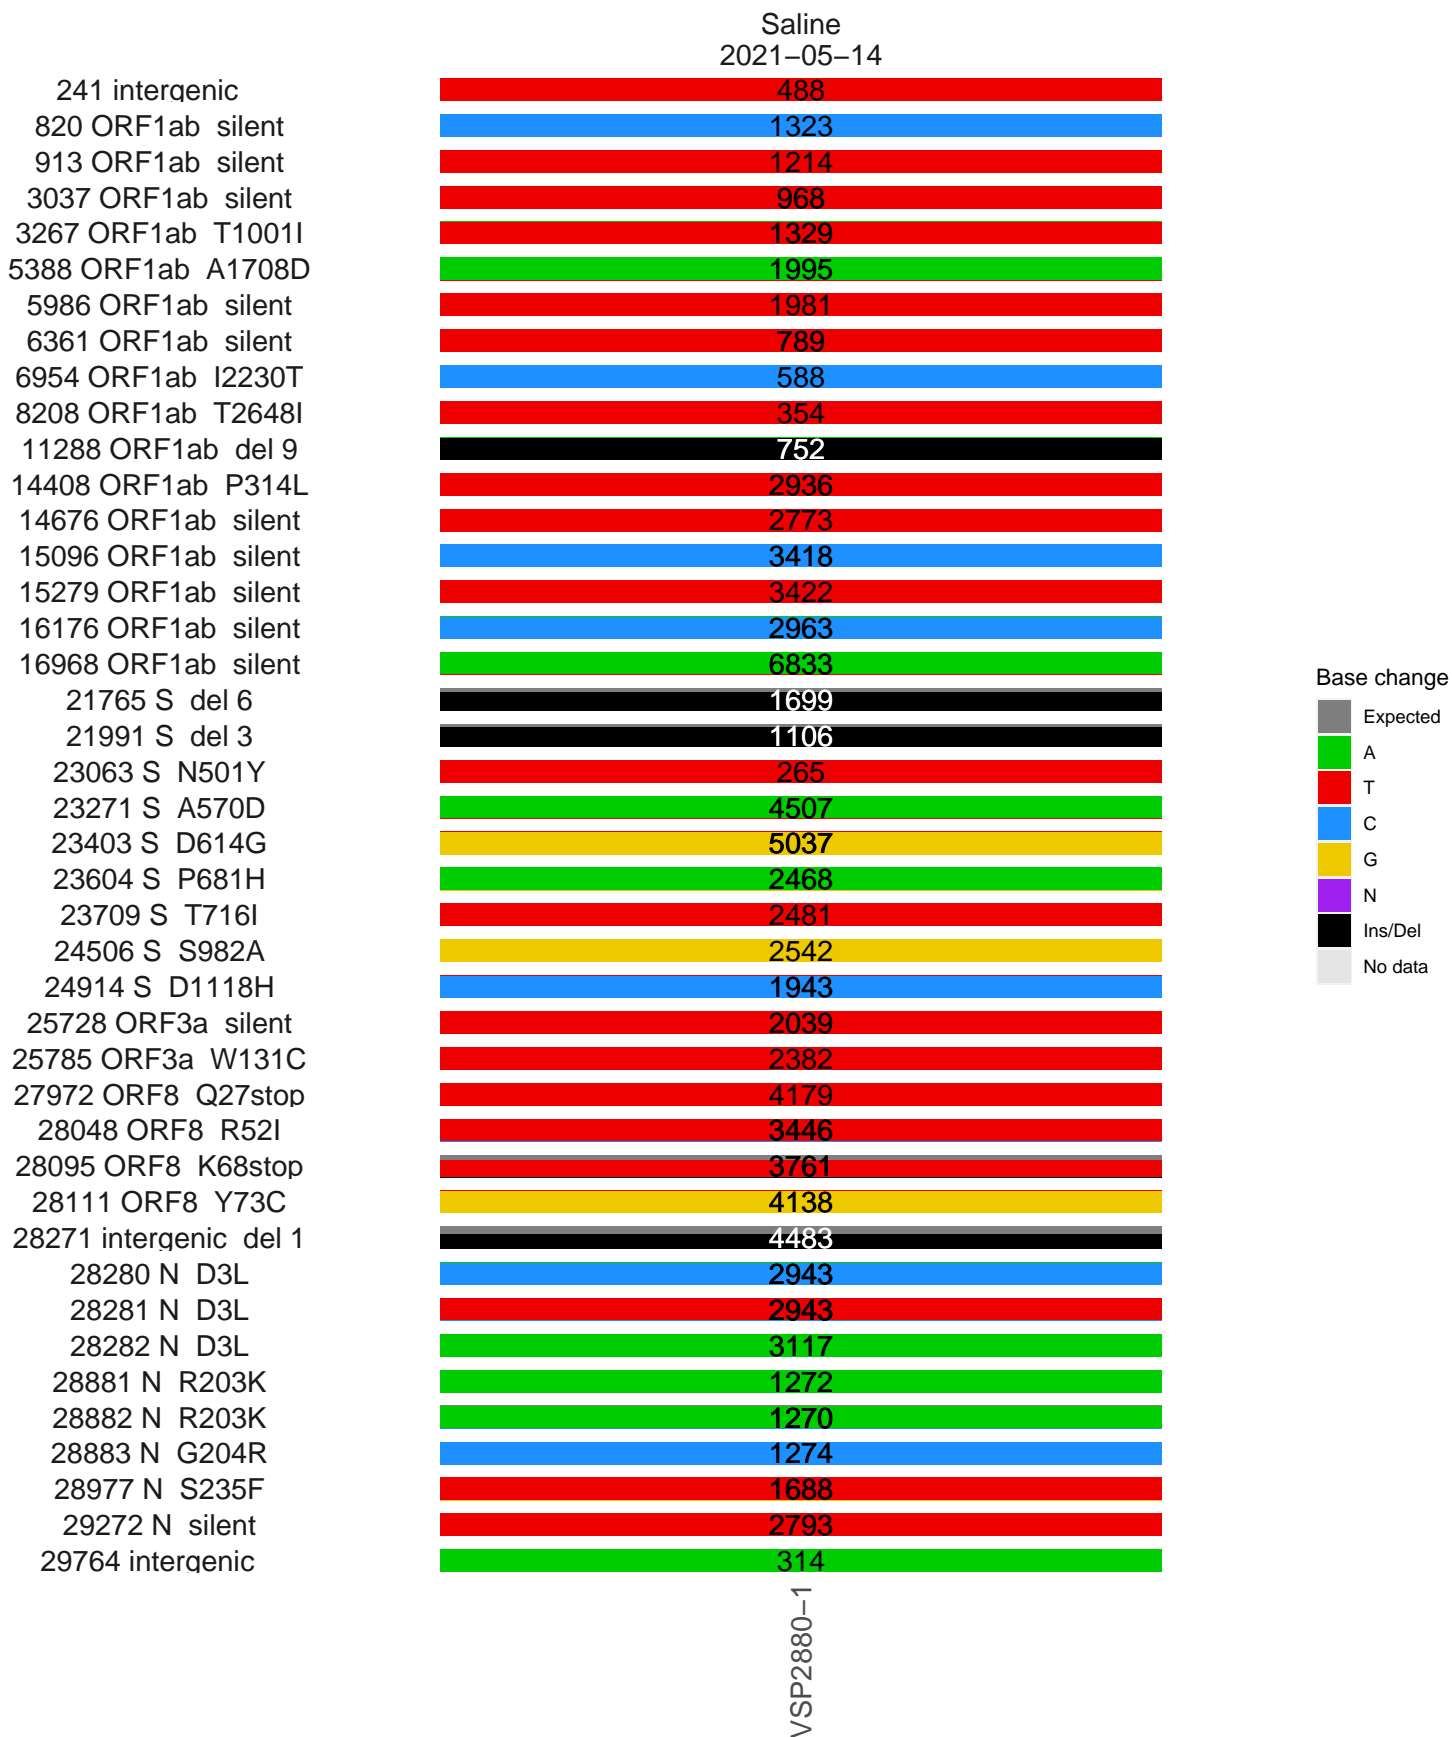 Saline
2021−05−14
241 intergenic 488
820 ORF1ab silent 1323
913 ORF1ab silent 1214
3037 ORF1ab silent 968
3267 ORF1ab T1001I 1329
5388 ORF1ab A1708D 1995
5986 ORF1ab silent 1981
6361 ORF1ab silent 789
6954 ORF1ab I2230T 588
8208 ORF1ab T2648I 354
11288 ORF1ab del 9 752
14408 ORF1ab P314L 2936
14676 ORF1ab silent 2773
15096 ORF1ab silent 3418
15279 ORF1ab silent 3422
16176 ORF1ab silent 2963
16968 ORF1ab silent 6833
21765 S del 6 1699
21991 S del 3 1106
23063 S N501Y 265
23271 S A570D 4507
23403 S D614G 5037
23604 S P681H 2468
23709 S T716I 2481
24506 S S982A 2542
24914 S D1118H 1943
25728 ORF3a silent 2039
25785 ORF3a W131C 2382
27972 ORF8 Q27stop 4179
28048 ORF8 R52I 3446
28095 ORF8 K68stop 3761
28111 ORF8 Y73C 4138
28271 intergenic del 1 4483
28280 N D3L 2943
28281 N D3L 2943
28282 N D3L 3117
28881 N R203K 1272
28882 N R203K 1270
28883 N G204R 1274
28977 N S235F 1688
29272 N silent 2793
29764 intergenic 314
VSP2880−1
Base change
Expected
A
T
C
G
N
Ins/Del
No data